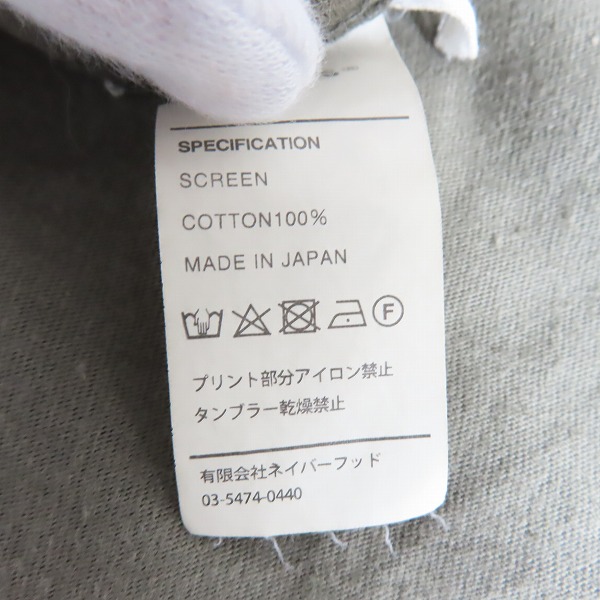 SPECIFICATION
SCREEN
COTTON100%
MADE IN JAPAN
F
プリント部分アイロン禁止
タンブラー乾燥禁止
有限会社ネイバーフッド
03-5474-0440